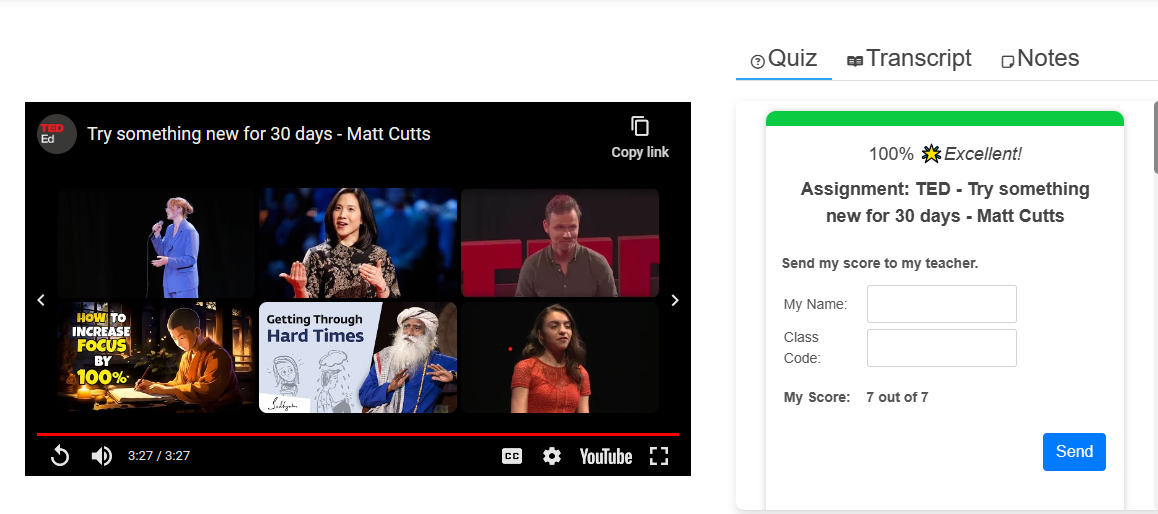 Quiz
Transcript
Notes
TED
Ed
Try something new for 30 days - Matt Cutts
Copy link
HOW TO
INCREASE
FOCUS
BY
100%
Getting Through
Hard Times
Sadhguru
3:27 / 3:27
CC
YouTube
100% Excellent!
Assignment: TED - Try something
new for 30 days - Matt Cutts
Send my score to my teacher.
My Name:
Class
Code:
My Score: 7 out of 7
Send